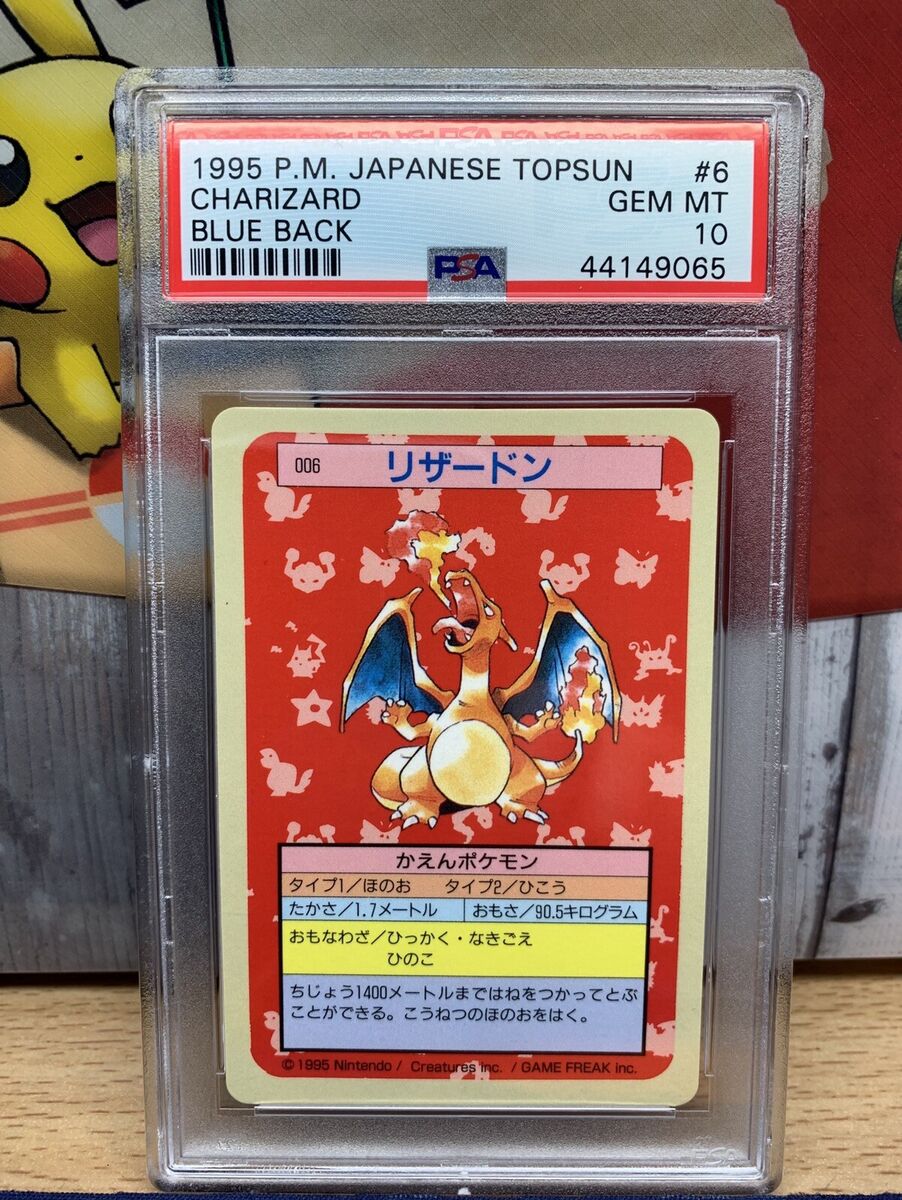 1995 P.M. JAPANESE TOPSUN #6
CHARIZARD GEM MT
BLUE BACK 10
PSA 44149065
006 リザードン
かえんポケモン
タイプ1/ほのお タイプ2/ひこう
たかさ/1.7メートル おもさ/90.5キログラム
おもなわざ/ひっかく・なきごえ
ひのこ
ちじょう1400メートルまではねをつかってとぶ
ことができる。こうねつのほのおをはく。
©1995 Nintendo / Creatures inc. / GAME FREAK inc.